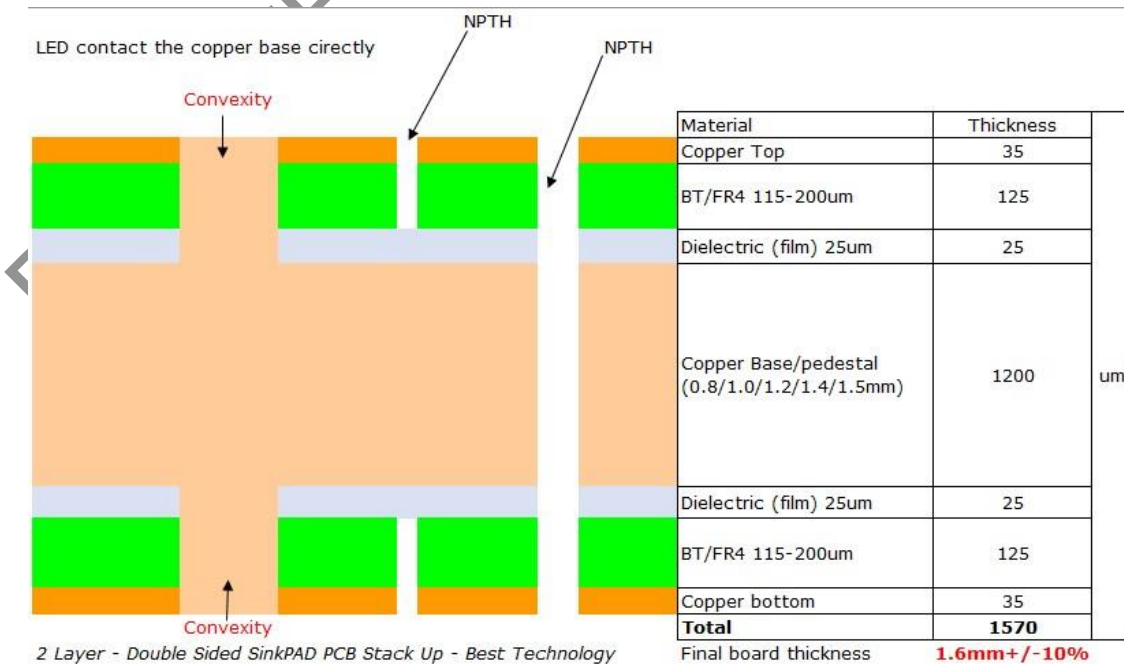 NPTH
LED contact the copper base cirectly
NPTH
Convexity
Material Thickness
Copper Top 35
BT/FR4 115-200um 125
Dielectric (film) 25um 25
Copper Base/pedestal
(0.8/1.0/1.2/1.4/1.5mm) 1200 um
Dielectric (film) 25um 25
BT/FR4 115-200um 125
Copper bottom 35
Convexity
Total 1570
2 Layer - Double Sided SinkPAD PCB Stack Up - Best Technology
Final board thickness 1.6mm+/-10%